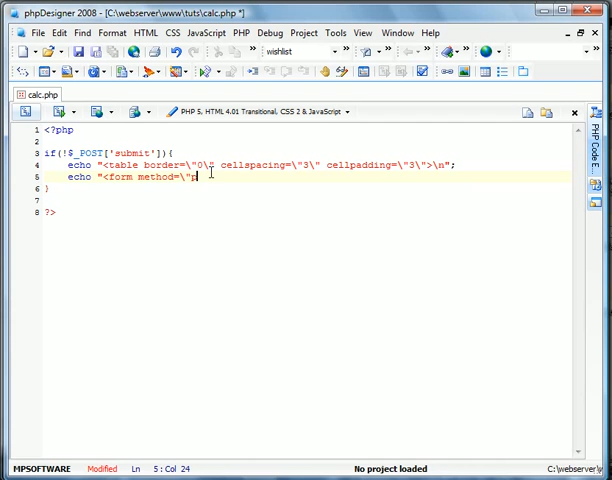 phpDesigner 2008 - [C:\webserver\www\tuts\calc.php *]
File Edit Find Format HTML CSS JavaScript PHP Debug Project Tools View Window Help
wishlist
calc.php
PHP 5, HTML 4.01 Transitional, CSS 2 & JavaScript
1 <?php
2
3 if(!$_POST['submit']){
4 echo "<table border=\"0\" cellspacing=\"3\" cellpadding=\"3\">\n";
5 echo "<form method=\"p
6 }
7
8 ?>
PHP Code E
MPSOFTWARE Modified Ln 5 : Col 24 No project loaded C:\webserver\w